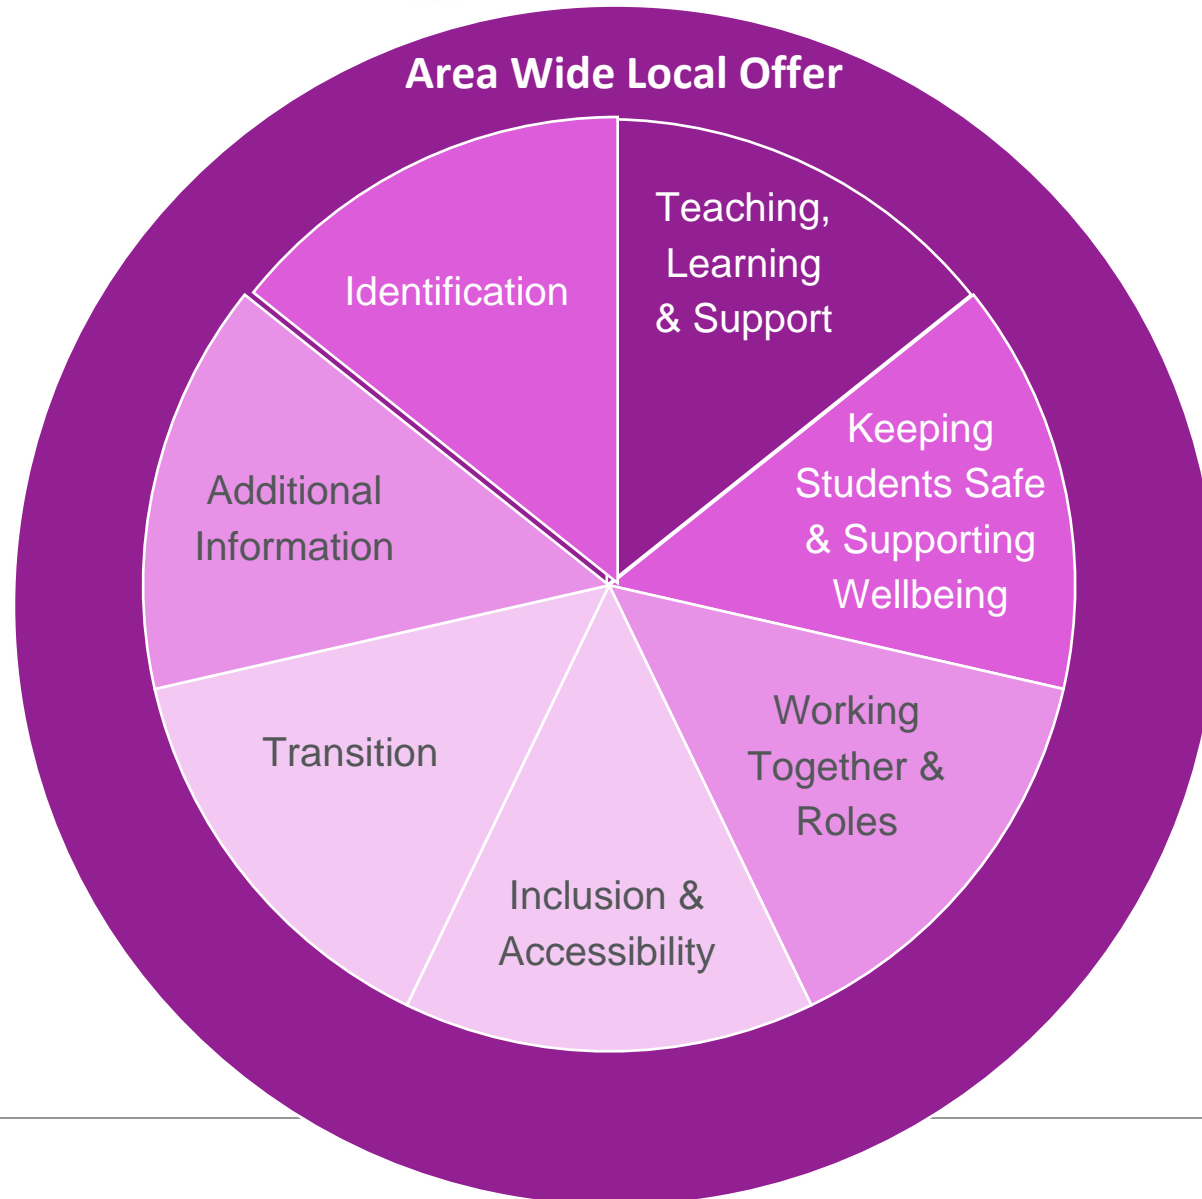 Area Wide Local Offer
Identification
Teaching,
Learning
& Support
Keeping
Students Safe
& Supporting
Wellbeing
Working
Together &
Roles
Inclusion &
Accessibility
Transition
Additional
Information